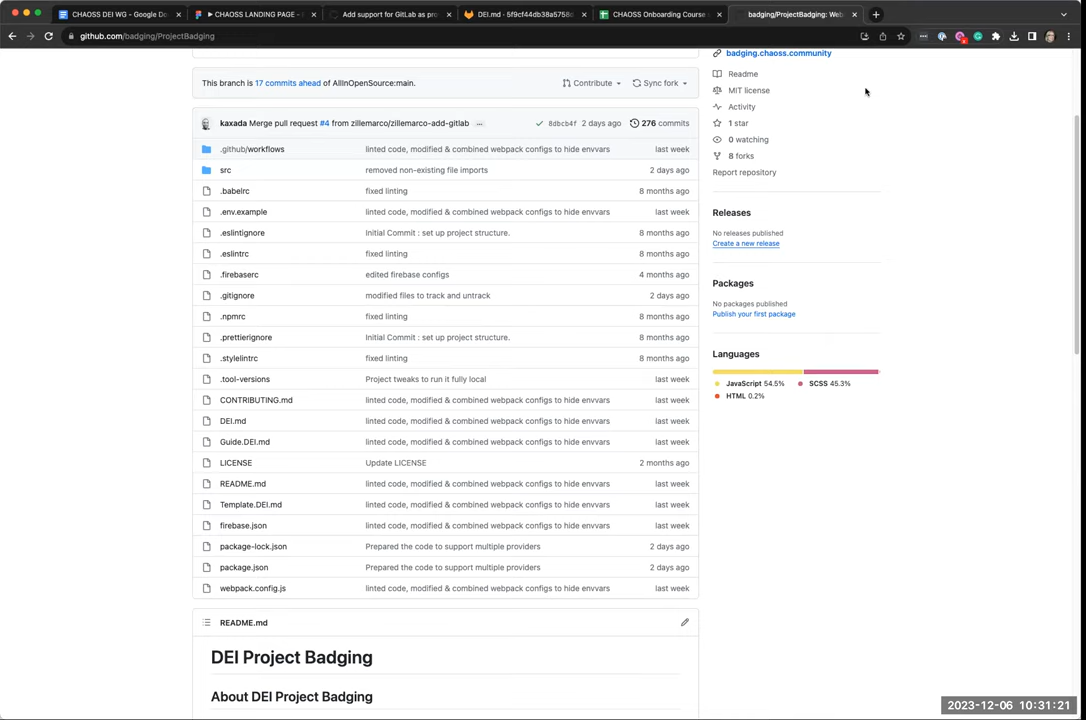 CHAOSS DEI WG - Google Do
▶ CHAOSS LANDING PAGE - F
Add support for GitLab as pro
DEI.md · 5f9cf44db38a5758d
CHAOSS Onboarding Course
badging/ProjectBadging: Web
github.com/badging/ProjectBadging
badging.chaoss.community
This branch is 17 commits ahead of AllInOpenSource:main.
Contribute
Sync fork
Readme
MIT license
Activity
1 star
0 watching
8 forks
Report repository
kaxada Merge pull request #4 from zillemarco/zillemarco-add-gitlab ...
8dbcb4f 2 days ago
276 commits
.github/workflows linted code, modified & combined webpack configs to hide envvars last week
src removed non-existing file imports 2 days ago
.babelrc fixed linting 8 months ago
.env.example linted code, modified & combined webpack configs to hide envvars last week
.eslintignore Initial Commit : set up project structure. 8 months ago
.eslintrc fixed linting 8 months ago
.firebaserc edited firebase configs 4 months ago
.gitignore modified files to track and untrack 2 days ago
.npmrc fixed linting 8 months ago
.prettierignore Initial Commit : set up project structure. 8 months ago
.stylelintrc fixed linting 8 months ago
.tool-versions Project tweaks to run it fully local last week
CONTRIBUTING.md linted code, modified & combined webpack configs to hide envvars last week
DEI.md linted code, modified & combined webpack configs to hide envvars last week
Guide.DEI.md linted code, modified & combined webpack configs to hide envvars last week
LICENSE Update LICENSE 2 months ago
README.md linted code, modified & combined webpack configs to hide envvars last week
Template.DEI.md linted code, modified & combined webpack configs to hide envvars last week
firebase.json linted code, modified & combined webpack configs to hide envvars last week
package-lock.json Prepared the code to support multiple providers 2 days ago
package.json Prepared the code to support multiple providers 2 days ago
webpack.config.js linted code, modified & combined webpack configs to hide envvars last week
Releases
No releases published
Create a new release
Packages
No packages published
Publish your first package
Languages
JavaScript 54.5%
SCSS 45.3%
HTML 0.2%
README.md
DEI Project Badging
About DEI Project Badging
2023-12-06 10:31:21